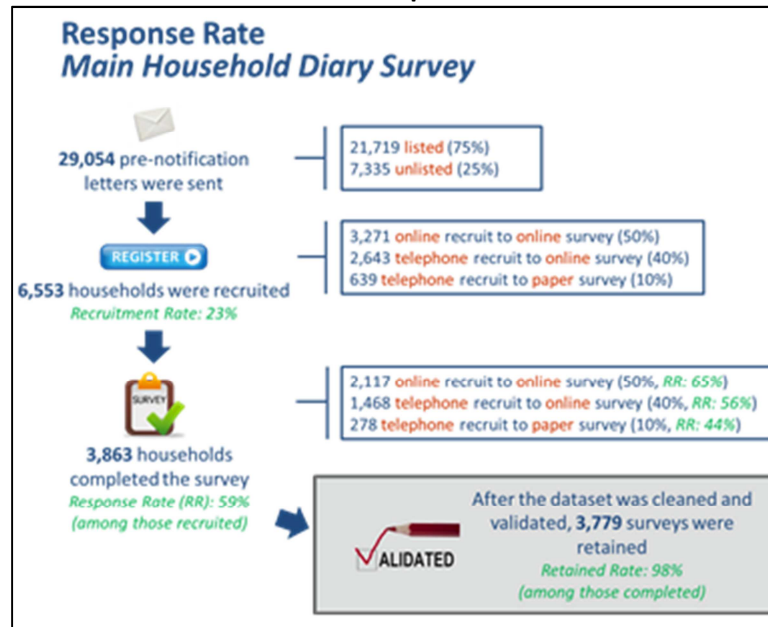 Response Rate
Main Household Diary Survey
29,054 pre-notification
letters were sent
21,719 listed (75%)
7,335 unlisted (25%)
REGISTER
6,553 households were recruited
Recruitment Rate: 23%
3,271 online recruit to online survey (50%)
2,643 telephone recruit to online survey (40%)
639 telephone recruit to paper survey (10%)
SURVEY
3,863 households
completed the survey
Response Rate (RR): 59%
(among those recruited)
2,117 online recruit to online survey (50%, RR: 65%)
1,468 telephone recruit to online survey (40%, RR: 56%)
278 telephone recruit to paper survey (10%, RR: 44%)
ALIDATED
After the dataset was cleaned and
validated, 3,779 surveys were
retained
Retained Rate: 98%
(among those completed)